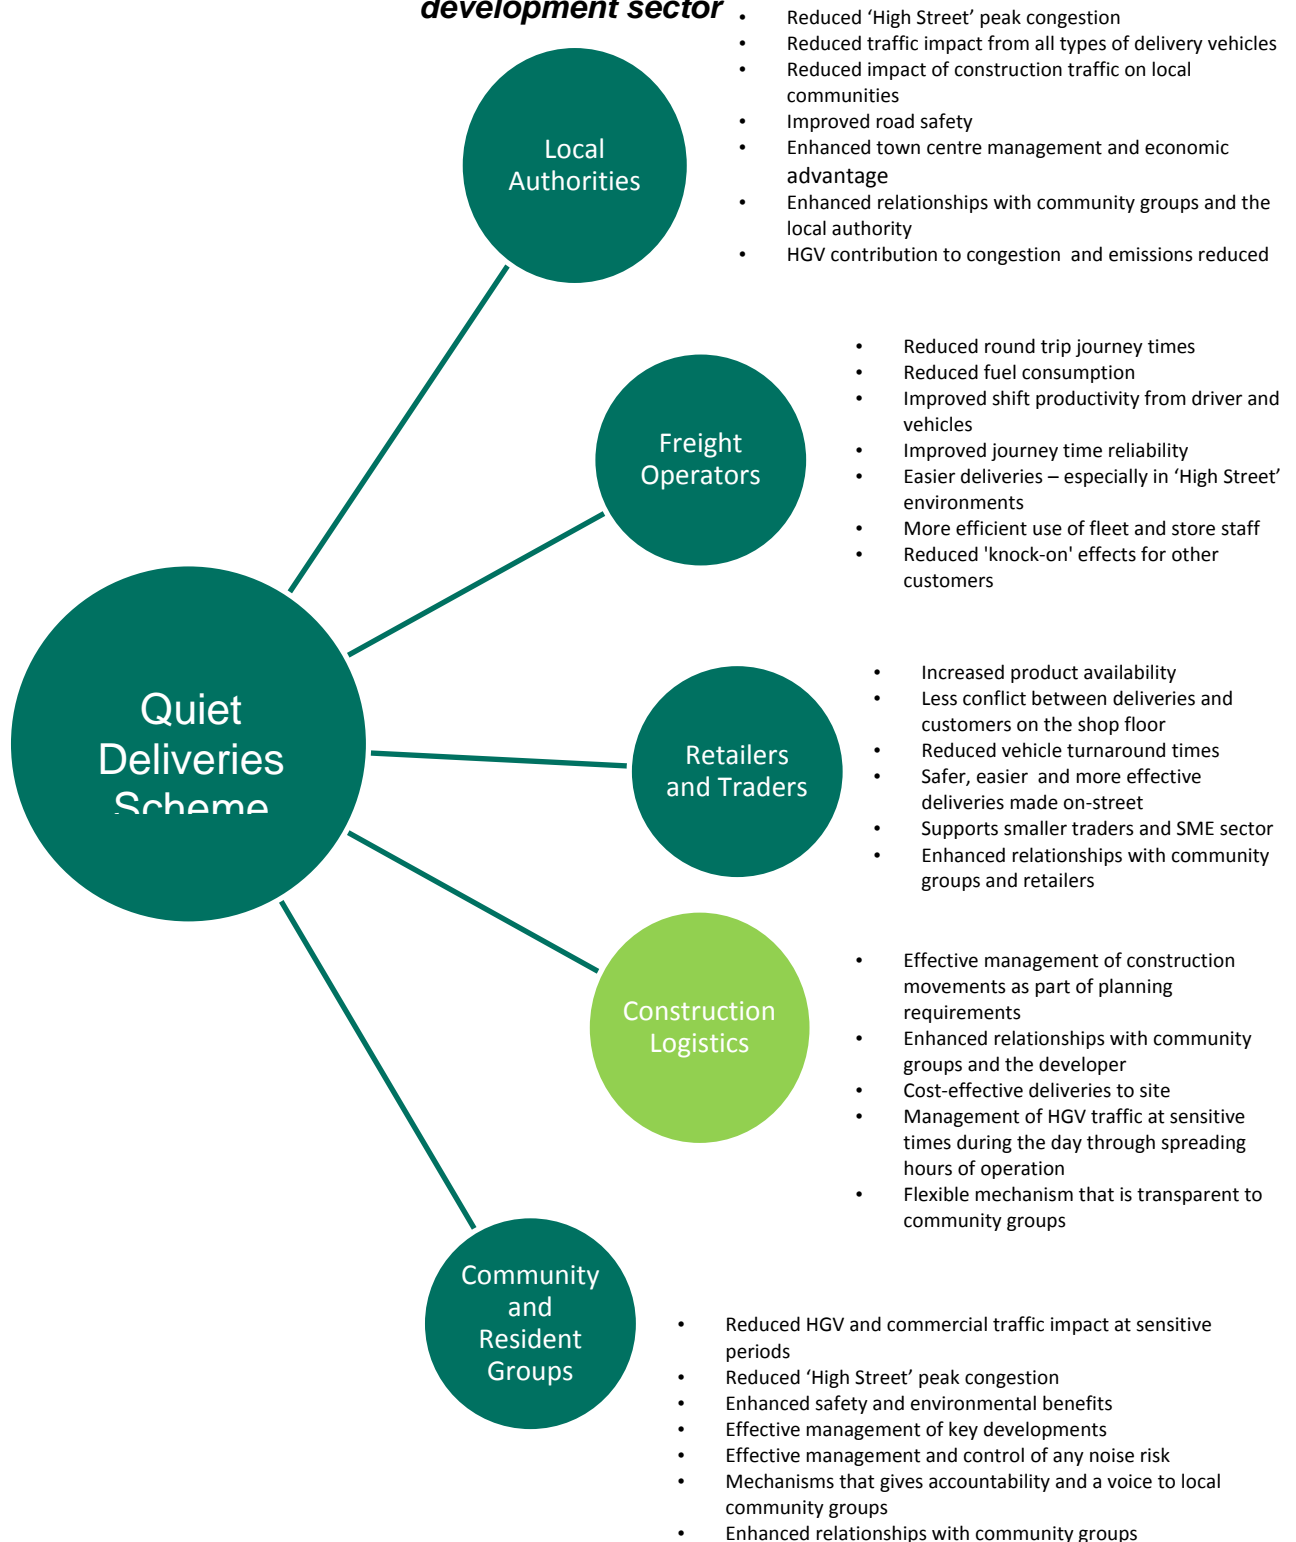 development sector
• Reduced ‘High Street’ peak congestion
• Reduced traffic impact from all types of delivery vehicles
• Reduced impact of construction traffic on local
communities
• Improved road safety
• Enhanced town centre management and economic
advantage
• Enhanced relationships with community groups and the
local authority
• HGV contribution to congestion  and emissions reduced
Local
Authorities
• Reduced round trip journey times
• Reduced fuel consumption
• Improved shift productivity from driver and
vehicles
• Improved journey time reliability
• Easier deliveries – especially in ‘High Street’
environments
• More efficient use of fleet and store staff
• Reduced 'knock-on' effects for other
customers
Freight
Operators
Quiet
Deliveries
Scheme
• Increased product availability
• Less conflict between deliveries and
customers on the shop floor
• Reduced vehicle turnaround times
• Safer, easier  and more effective
deliveries made on-street
• Supports smaller traders and SME sector
• Enhanced relationships with community
groups and retailers
Retailers
and Traders
• Effective management of construction
movements as part of planning
requirements
• Enhanced relationships with community
groups and the developer
• Cost-effective deliveries to site
• Management of HGV traffic at sensitive
times during the day through spreading
hours of operation
• Flexible mechanism that is transparent to
community groups
Construction
Logistics
Community
and
Resident
Groups
• Reduced HGV and commercial traffic impact at sensitive
periods
• Reduced ‘High Street’ peak congestion
• Enhanced safety and environmental benefits
• Effective management of key developments
• Effective management and control of any noise risk
• Mechanisms that gives accountability and a voice to local
community groups
• Enhanced relationships with community groups